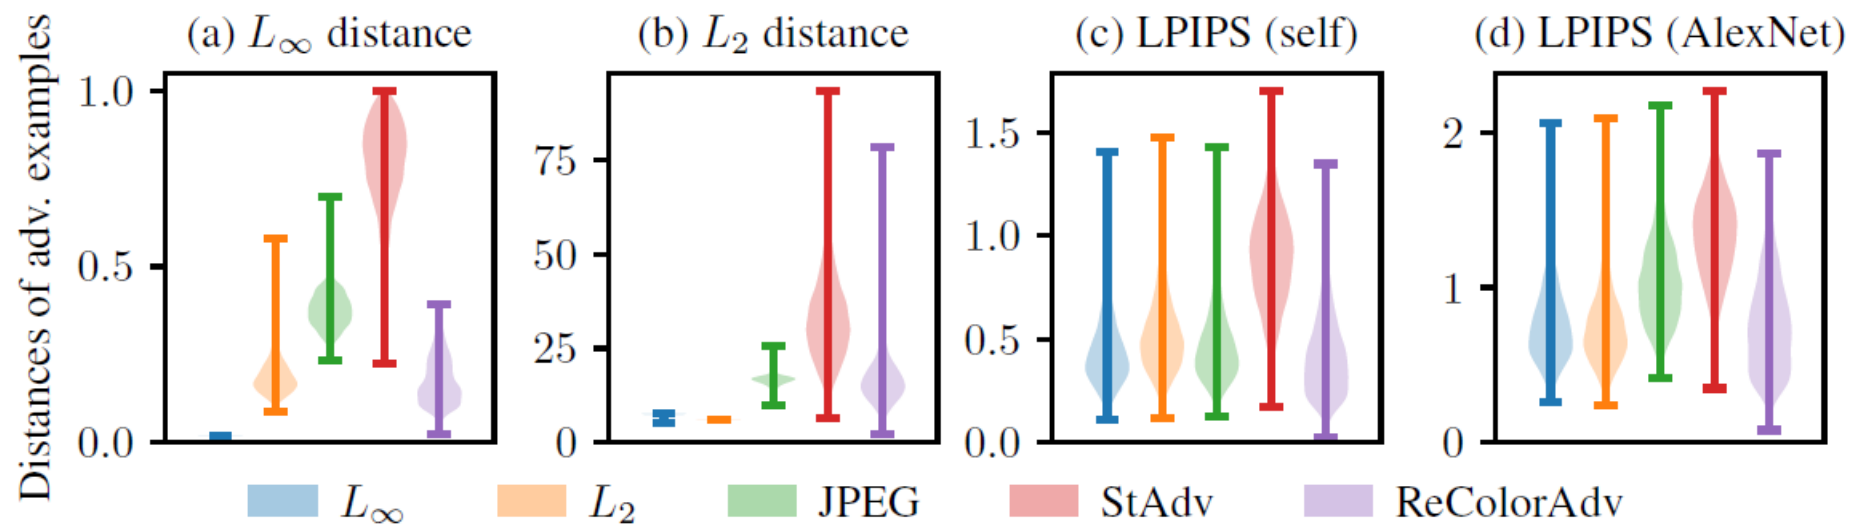 Distances of adv. examples
(a) L∞ distance
1.0
0.5
0.0
(b) L2 distance
75
50
25
0
(c) LPIPS (self)
1.5
1.0
0.5
0.0
(d) LPIPS (AlexNet)
2
1
0
L∞ L2 JPEG StAdv ReColorAdv